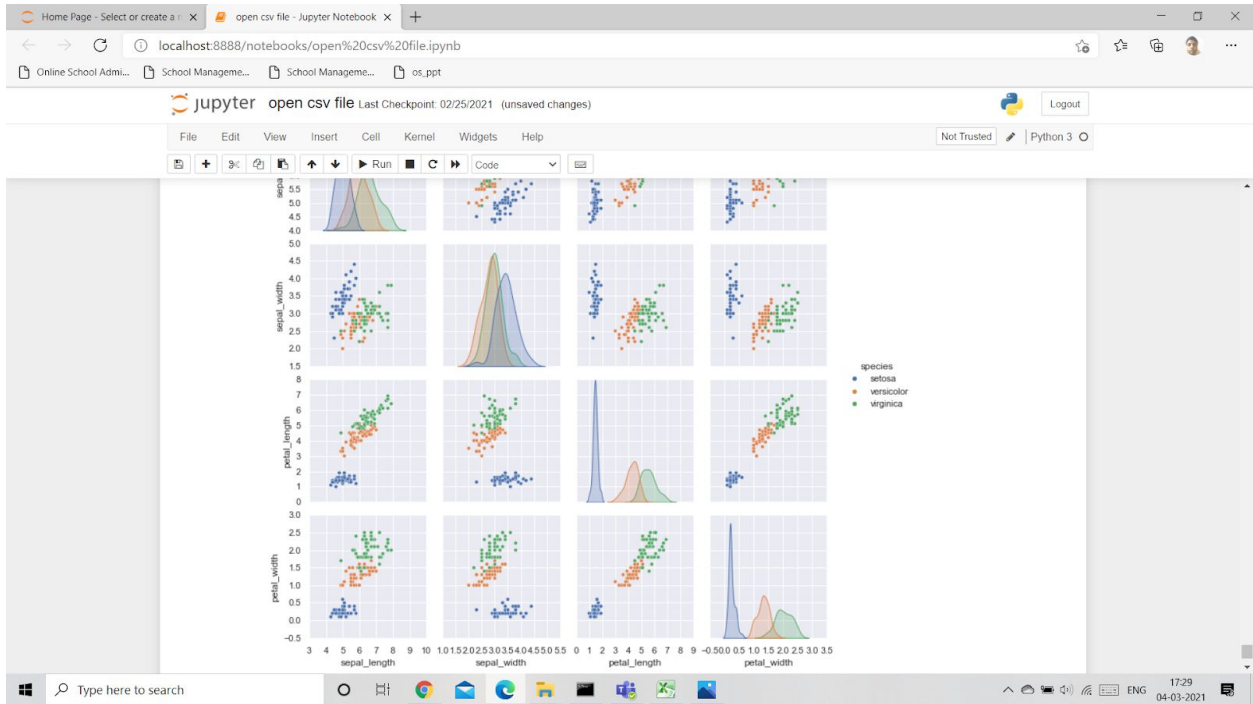 Home Page - Select or create a n
open csv file - Jupyter Notebook
localhost:8888/notebooks/open%20csv%20file.ipynb
Online School Admi... School Manageme... School Manageme... os_ppt
jupyter open csv file Last Checkpoint: 02/25/2021 (unsaved changes)
Logout
File Edit View Insert Cell Kernel Widgets Help
Not Trusted Python 3
Run Code
5.5
5.0
4.5
4.0
5.0
4.5
4.0
3.5
3.0
2.5
2.0
1.5
sepal_width
8
7
6
5
4
3
2
1
0
petal_length
3.0
2.5
2.0
1.5
1.0
0.5
0.0
−0.5
petal_width
3 4 5 6 7 8 9 10 1.0 1.5 2.0 2.5 3.0 3.5 4.0 4.5 5.0 5.5 0 1 2 3 4 5 6 7 8 9 −0.5 0.0 0.5 1.0 1.5 2.0 2.5 3.0 3.5
sepal_length sepal_width petal_length petal_width
species
setosa
versicolor
virginica
Type here to search
ENG
17:29
04-03-2021